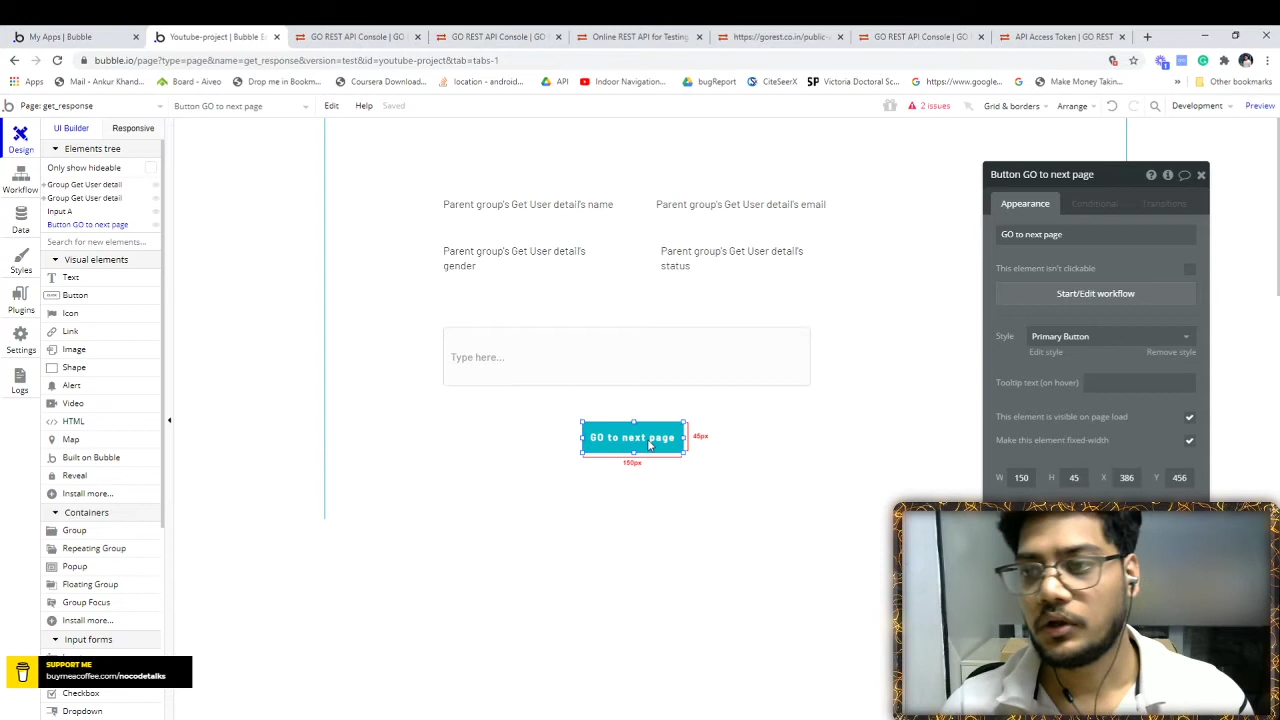 My Apps | Bubble
Youtube-project | Bubble E
GO REST API Console | G
GO REST API Console | G
Online REST API for Testing
https://gorest.co.in/public-
GO REST API Console | G
API Access Token | GO REST
bubble.io/page?type=page&name=get_response&version=test&id=youtube-project&tab=tabs-1
Apps
Mail - Ankur Khand...
Board - Aiveo
Drop me in Bookm...
Coursera Download...
location - android...
API
Indoor Navigation...
bugReport
CiteSeerX
SP Victoria Doctoral Sc...
https://www.google...
Make Money Takin...
»
Other bookmarks
Page: get_response
Button GO to next page
Edit
Help
Saved
2 issues
Grid & borders
Arrange
Development
Preview
Design
Workflow
Data
Styles
Plugins
Settings
Logs
UI Builder
Responsive
Elements tree
Only show hideable
Group Get User detail
Group Get User detail
Input A
Button GO to next page
Search for new elements...
Visual elements
Text
CLICK
Button
Icon
Link
Image
Shape
Alert
Video
</> HTML
Map
Built on Bubble
Reveal
Install more...
Containers
Group
Repeating Group
Popup
Floating Group
Group Focus
Install more...
Input forms
Checkbox
Dropdown
Parent group's Get User detail's name
Parent group's Get User detail's email
Parent group's Get User detail's
gender
Parent group's Get User detail's
status
Type here...
GO to next page
45px
150px
Button GO to next page
Appearance
Conditional
Transitions
GO to next page
This element isn't clickable
Start/Edit workflow
Style
Primary Button
Edit style
Remove style
Tooltip text (on hover)
This element is visible on page load
Make this element fixed-width
W 150 H 45 X 386 Y 456
SUPPORT ME
buymeacoffee.com/nocodetalks